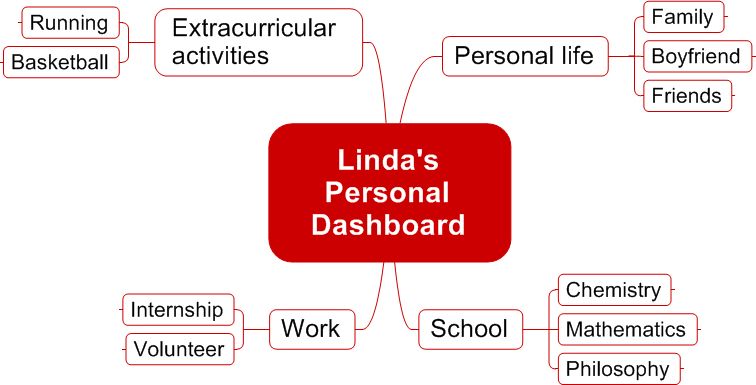 Linda's
Personal
Dashboard
Extracurricular
activities
Running
Basketball
Personal life
Family
Boyfriend
Friends
Work
Internship
Volunteer
School
Chemistry
Mathematics
Philosophy